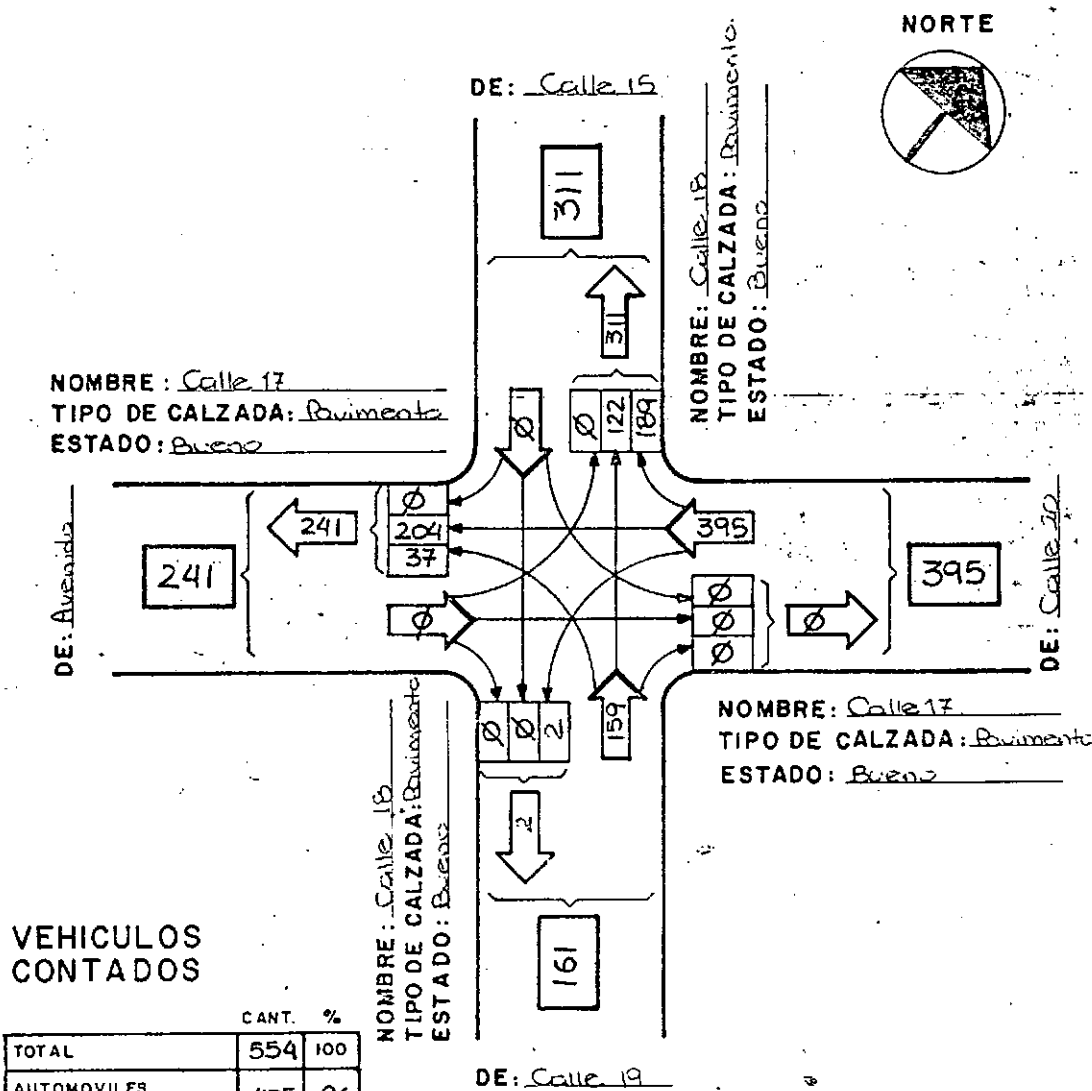 NORTE
DE: Calle 15
311
311
Ø
Ø
122
189
NOMBRE: Calle 18
TIPO DE CALZADA: Pavimento.
ESTADO: Bueno
NOMBRE: Calle 17
TIPO DE CALZADA: Pavimento
ESTADO: Bueno
DE: Avenida
241
241
Ø
204
37
Ø
395
395
DE: Calle 20
Ø
Ø
Ø
Ø
Ø
Ø
2
159
NOMBRE: Calle 17
TIPO DE CALZADA: Pavimento
ESTADO: Bueno
NOMBRE: Calle 18
TIPO DE CALZADA: Pavimento
ESTADO: Bueno
2
161
DE: Calle 19
VEHICULOS
CONTADOS
CANT. %
TOTAL 554 100
AUTOMOVILES